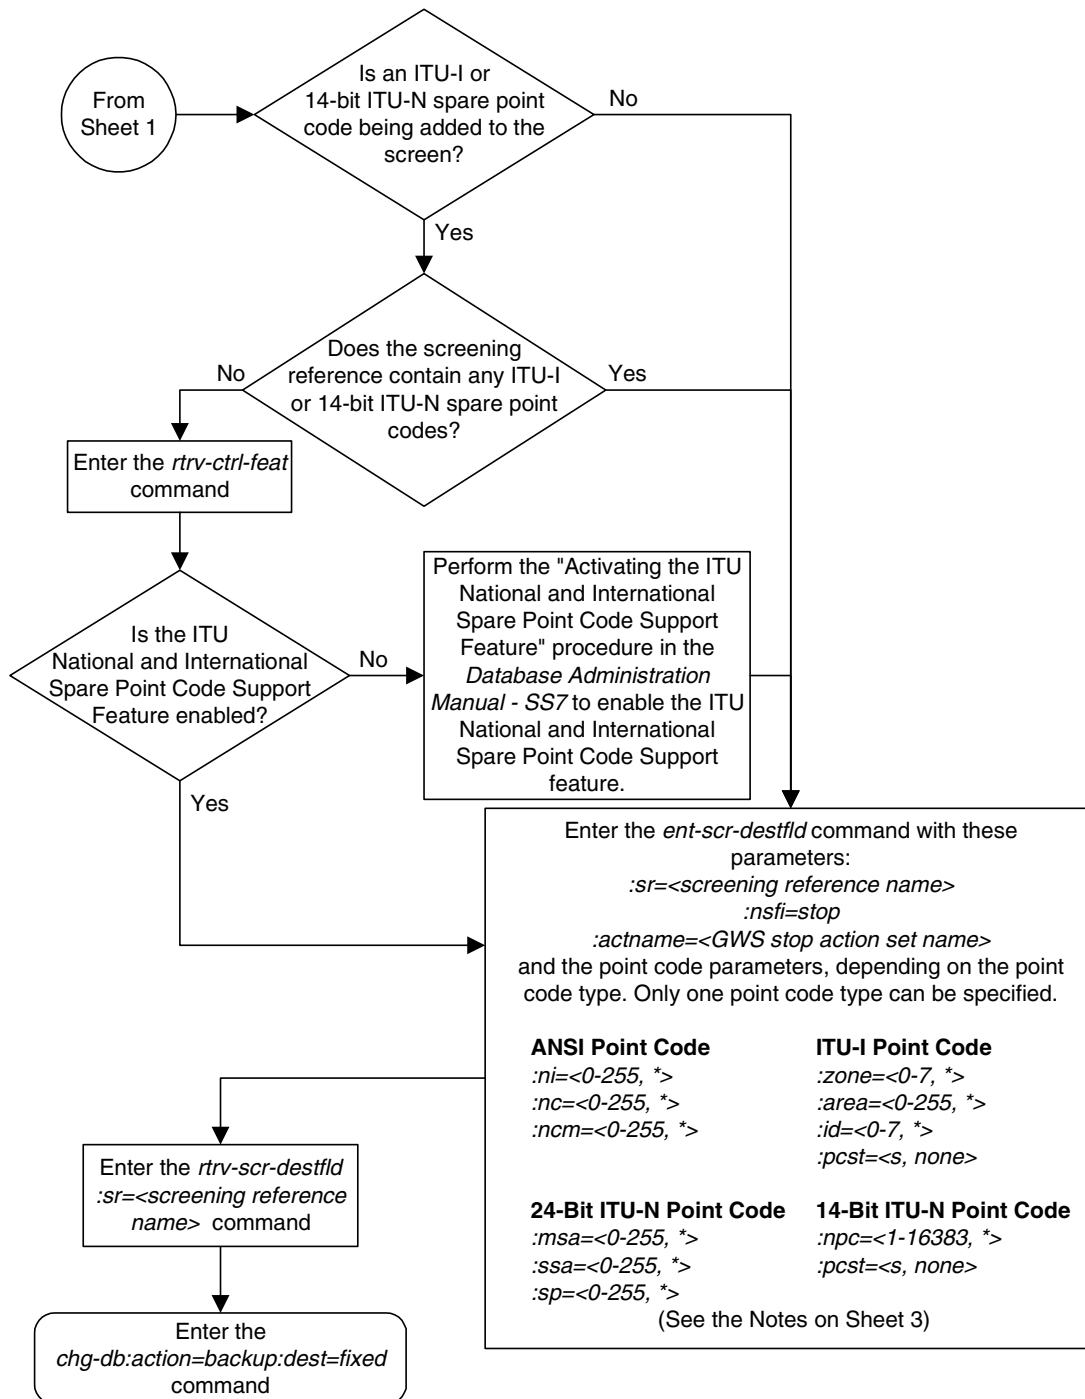 From
Sheet 1
Is an ITU-I or
14-bit ITU-N spare point
code being added to the
screen?
No
Yes
Does the screening
reference contain any ITU-I
or 14-bit ITU-N spare point
codes?
No
Yes
Enter the rtrv-ctrl-feat
command
Is the ITU
National and International
Spare Point Code Support
Feature enabled?
No
Yes
Perform the "Activating the ITU
National and International
Spare Point Code Support
Feature" procedure in the
Database Administration
Manual - SS7 to enable the ITU
National and International
Spare Point Code Support
feature.
Enter the ent-scr-destfld command with these
parameters:
:sr=<screening reference name>
:nsfi=stop
:actname=<GWS stop action set name>
and the point code parameters, depending on the point
code type. Only one point code type can be specified.
ANSI Point Code
:ni=<0-255, *>
:nc=<0-255, *>
:ncm=<0-255, *>
ITU-I Point Code
:zone=<0-7, *>
:area=<0-255, *>
:id=<0-7, *>
:pcst=<s, none>
24-Bit ITU-N Point Code
:msa=<0-255, *>
:ssa=<0-255, *>
:sp=<0-255, *>
14-Bit ITU-N Point Code
:npc=<1-16383, *>
:pcst=<s, none>
(See the Notes on Sheet 3)
Enter the rtrv-scr-destfld
:sr=<screening reference
name> command
Enter the
chg-db:action=backup:dest=fixed
command